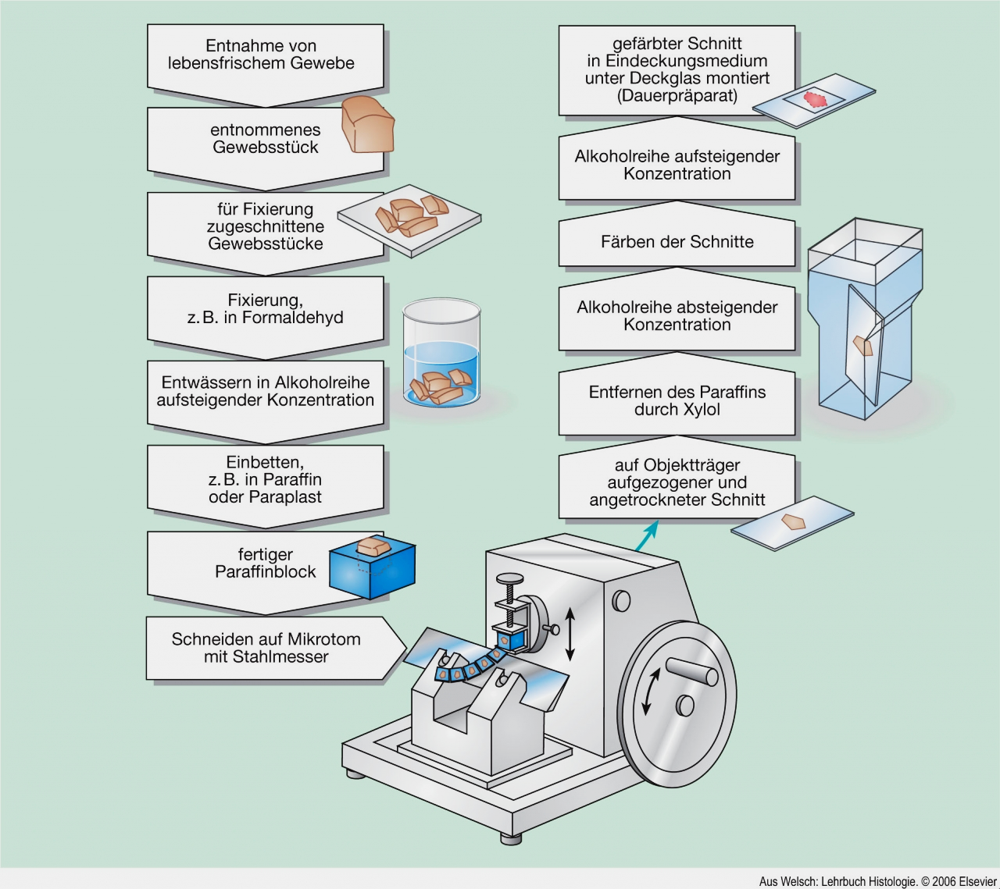 Entnahme von
lebensfrischem Gewebe
entnommenes
Gewebsstück
für Fixierung
zugeschnittene
Gewebsstücke
Fixierung,
z.B. in Formaldehyd
Entwässern in Alkoholreihe
aufsteigender Konzentration
Einbetten,
z.B. in Paraffin
oder Paraplast
fertiger
Paraffinblock
Schneiden auf Mikrotom
mit Stahlmesser
auf Objektträger
aufgezogener und
angetrockneter Schnitt
Entfernen des Paraffins
durch Xylol
Alkoholreihe absteigender
Konzentration
Färben der Schnitte
Alkoholreihe aufsteigender
Konzentration
gefärbter Schnitt
in Eindeckungsmedium
unter Deckglas montiert
(Dauerpräparat)
Aus Welsch: Lehrbuch Histologie. © 2006 Elsevier